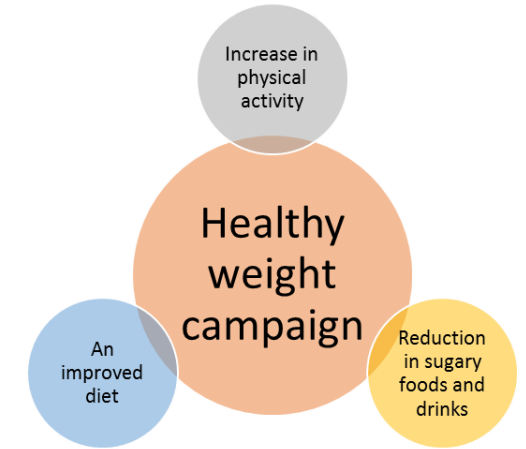 Increase in
physical
activity
Healthy
weight
campaign
An
improved
diet
Reduction
in sugary
foods and
drinks